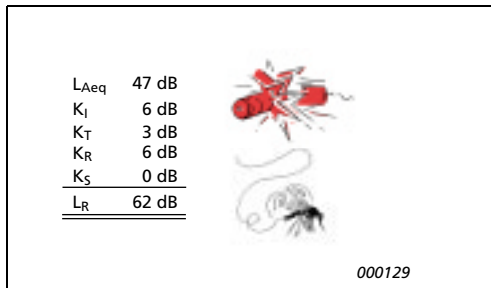 LAeq 47 dB
KI 6 dB
KT 3 dB
KR 6 dB
KS 0 dB
LR 62 dB
000129